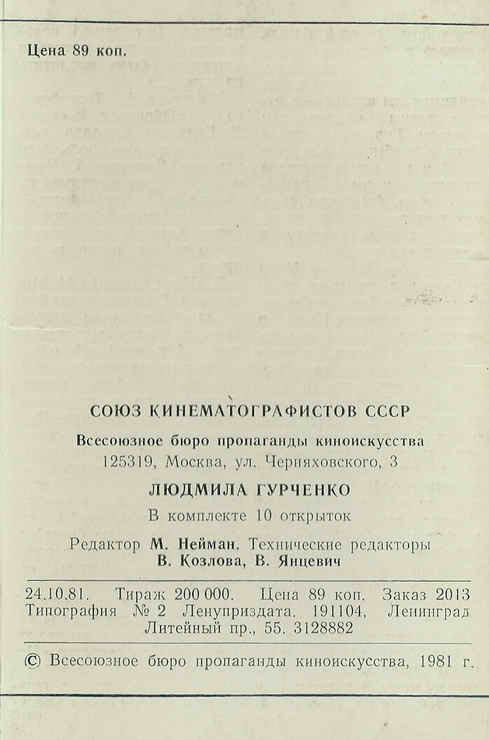 Цена 89 коп.
СОЮЗ КИНЕМАТОГРАФИСТОВ СССР
Всесоюзное бюро пропаганды киноискусства
125319, Москва, ул. Черняховского, 3
ЛЮДМИЛА ГУРЧЕНКО
В комплекте 10 открыток
Редактор М. Нейман. Технические редакторы
В. Козлова, В. Янцевич
24.10.81. Тираж 200 000. Цена 89 коп. Заказ 2013
Типография № 2 Ленуприздата, 191104, Ленинград
Литейный пр., 55. 3128882
© Всесоюзное бюро пропаганды киноискусства, 1981 г.